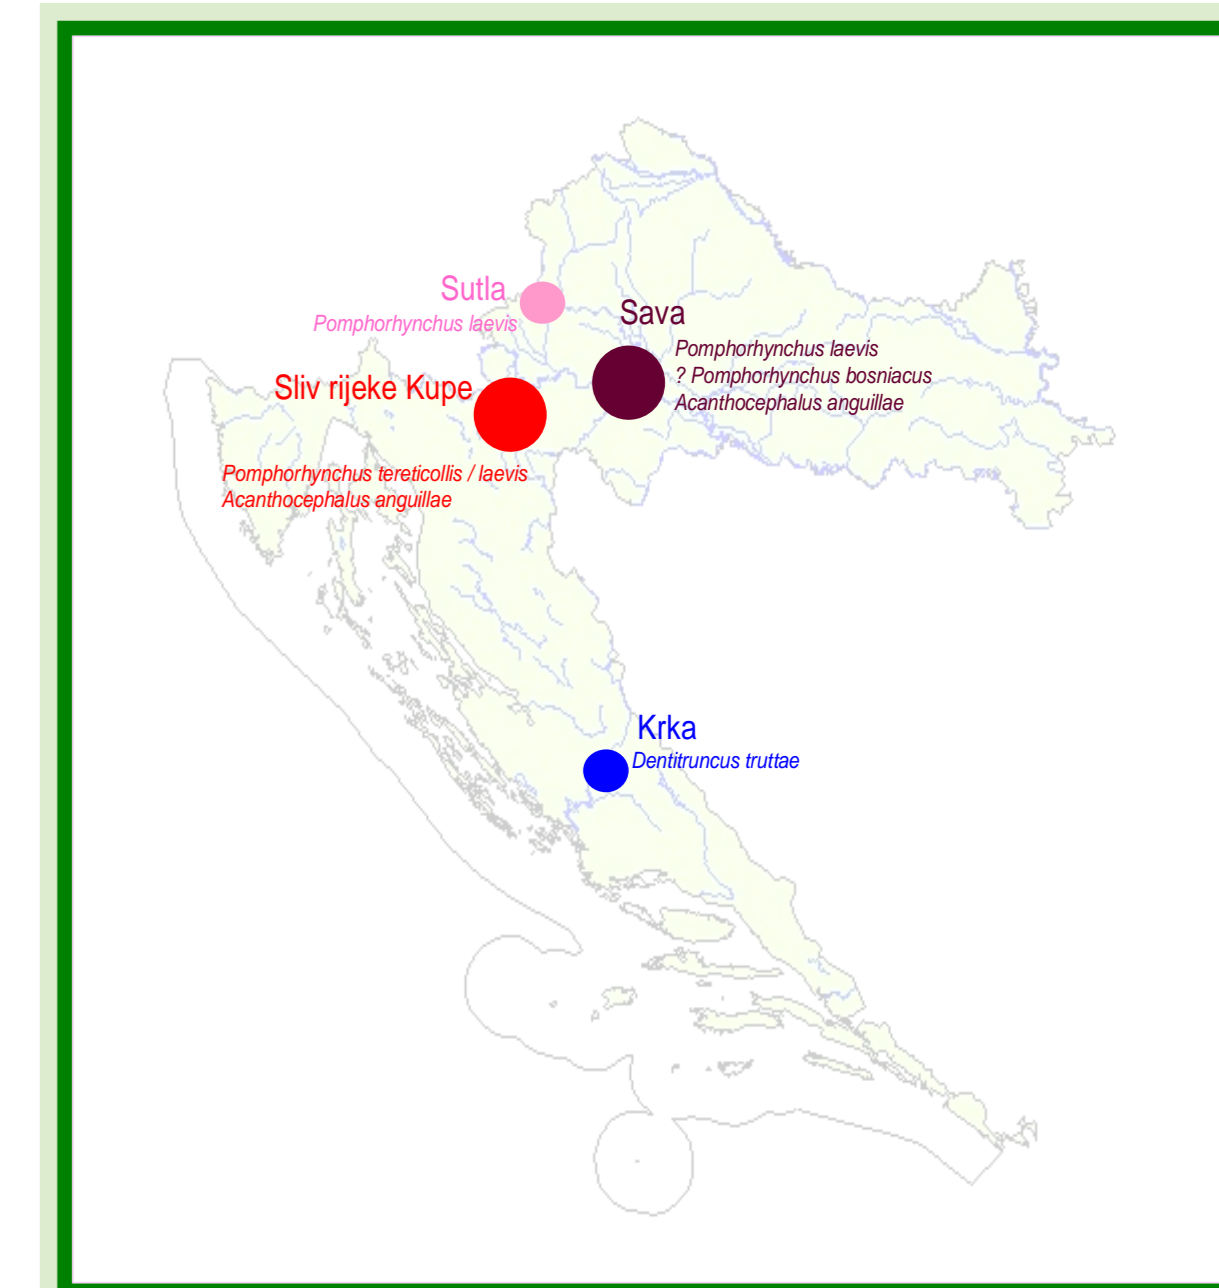 Sutla
Pomphorhynchus laevis
Sava
Pomphorhynchus laevis
? Pomphorhynchus bosniacus
Acanthocephalus anguillae
Sliv rijeke Kupe
Pomphorhynchus tereticollis / laevis
Acanthocephalus anguillae
Krka
Dentitruncus truttae